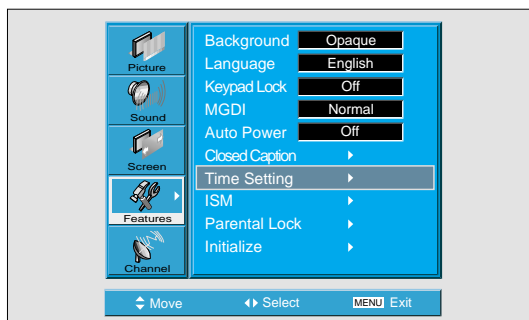 Picture
Sound
Screen
Features
Channel
Background Opaque
Language English
Keypad Lock Off
MGDI Normal
Auto Power Off
Closed Caption
Time Setting
ISM
Parental Lock
Initialize
Move Select MENU Exit